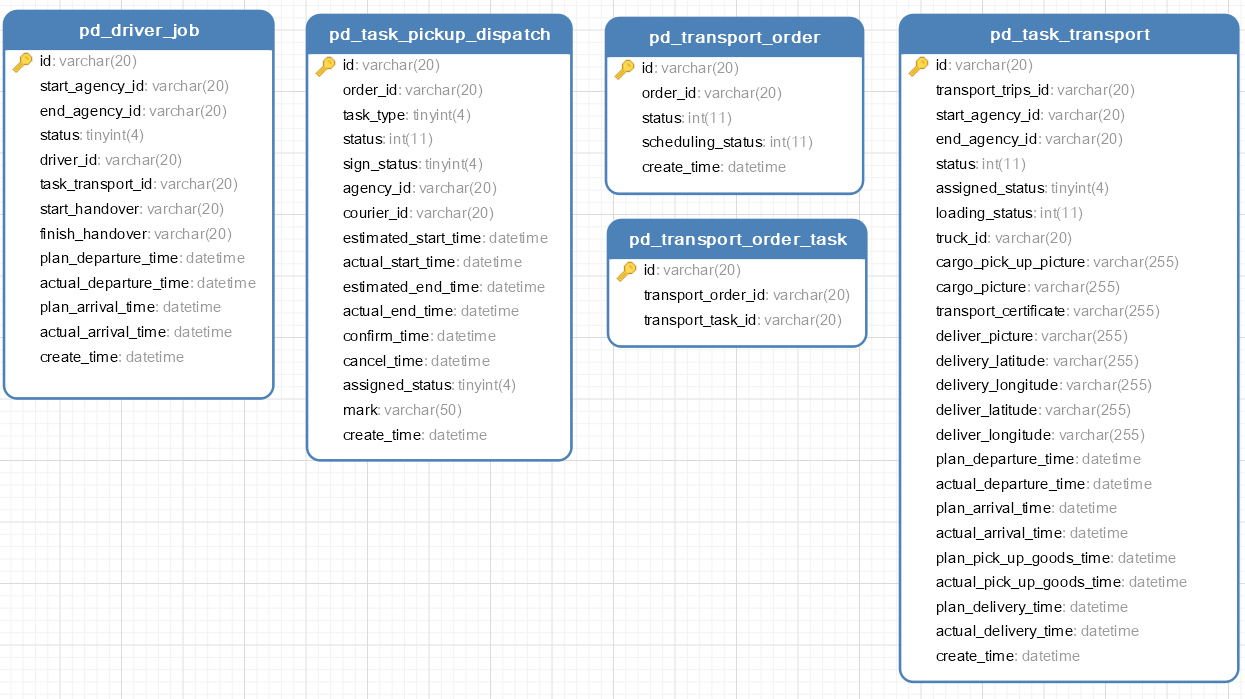 pd_driver_job
id: varchar(20)
start_agency_id: varchar(20)
end_agency_id: varchar(20)
status: tinyint(4)
driver_id: varchar(20)
task_transport_id: varchar(20)
start_handover: varchar(20)
finish_handover: varchar(20)
plan_departure_time: datetime
actual_departure_time: datetime
plan_arrival_time: datetime
actual_arrival_time: datetime
create_time: datetime
pd_task_pickup_dispatch
id: varchar(20)
order_id: varchar(20)
task_type: tinyint(4)
status: int(11)
sign_status: tinyint(4)
agency_id: varchar(20)
courier_id: varchar(20)
estimated_start_time: datetime
actual_start_time: datetime
estimated_end_time: datetime
actual_end_time: datetime
confirm_time: datetime
cancel_time: datetime
assigned_status: tinyint(4)
mark: varchar(50)
create_time: datetime
pd_transport_order
id: varchar(20)
order_id: varchar(20)
status: int(11)
scheduling_status: int(11)
create_time: datetime
pd_transport_order_task
id: varchar(20)
transport_order_id: varchar(20)
transport_task_id: varchar(20)
pd_task_transport
id: varchar(20)
transport_trips_id: varchar(20)
start_agency_id: varchar(20)
end_agency_id: varchar(20)
status: int(11)
assigned_status: tinyint(4)
loading_status: int(11)
truck_id: varchar(20)
cargo_pick_up_picture: varchar(255)
cargo_picture: varchar(255)
transport_certificate: varchar(255)
deliver_picture: varchar(255)
delivery_latitude: varchar(255)
delivery_longitude: varchar(255)
deliver_latitude: varchar(255)
deliver_longitude: varchar(255)
plan_departure_time: datetime
actual_departure_time: datetime
plan_arrival_time: datetime
actual_arrival_time: datetime
plan_pick_up_goods_time: datetime
actual_pick_up_goods_time: datetime
plan_delivery_time: datetime
actual_delivery_time: datetime
create_time: datetime